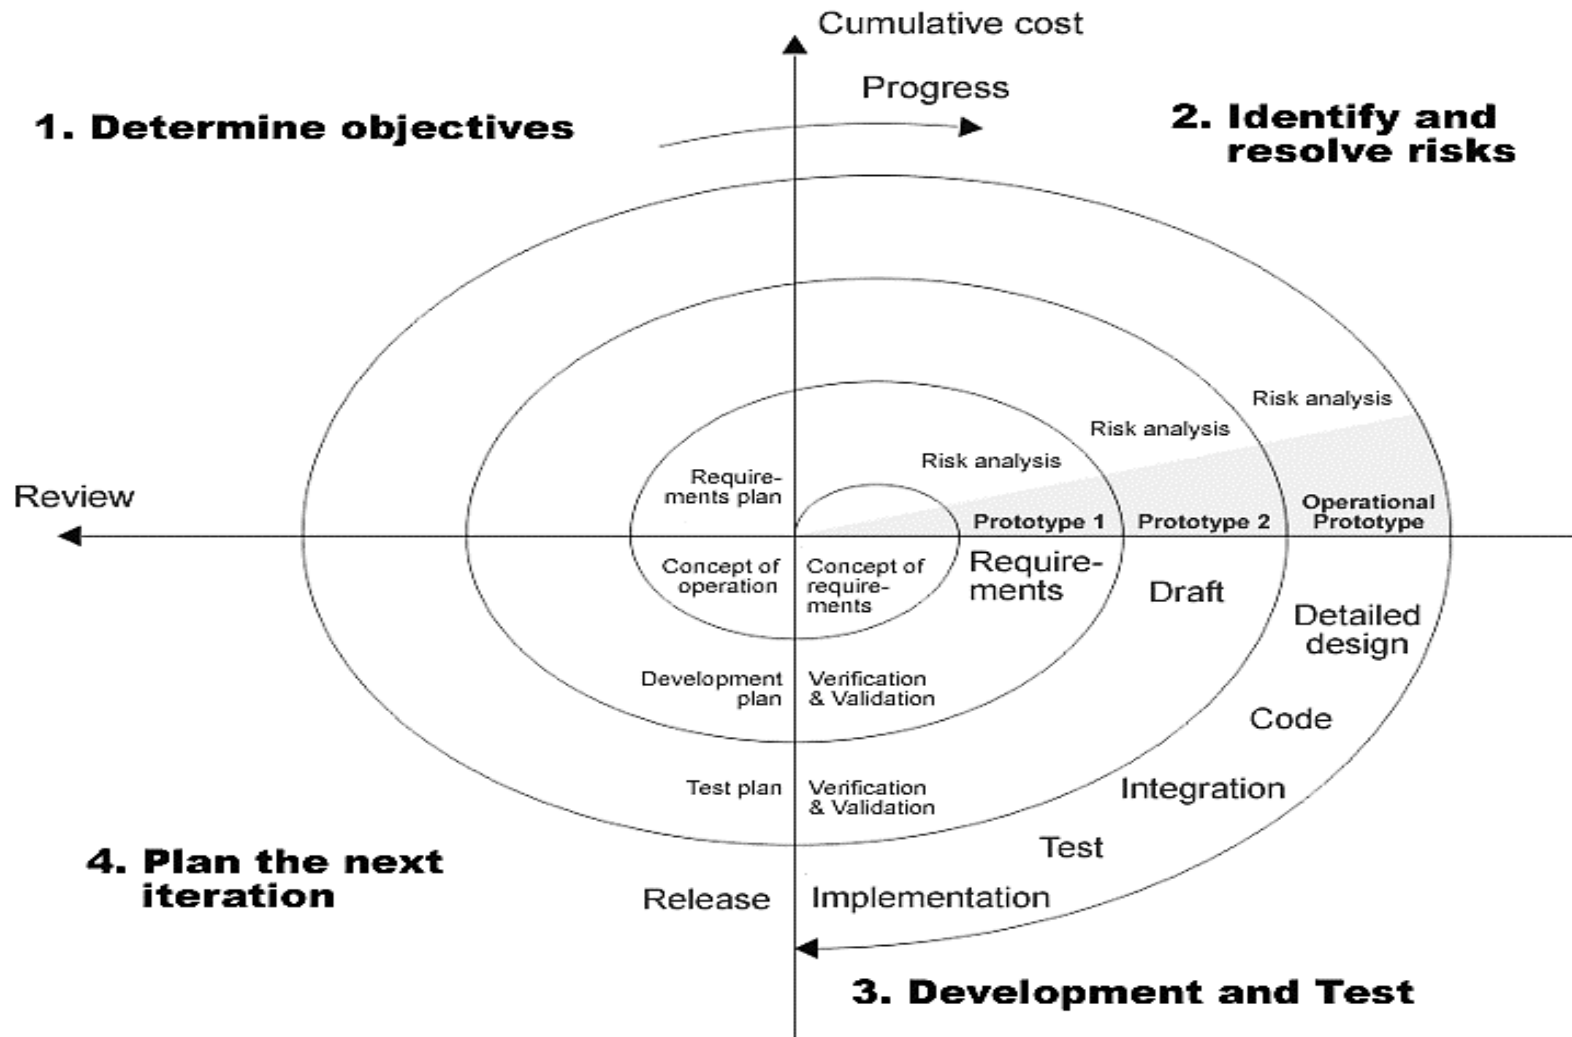 Cumulative cost
Progress
1. Determine objectives
2. Identify and
resolve risks
Risk analysis
Risk analysis
Risk analysis
Require-
ments plan
Review
Operational
Prototype
Prototype 1
Prototype 2
Concept of
operation
Concept of
require-
ments
Require-
ments
Draft
Detailed
design
Development
plan
Verification
& Validation
Code
Test plan
Verification
& Validation
Integration
Test
4. Plan the next
iteration
Release
Implementation
3. Development and Test